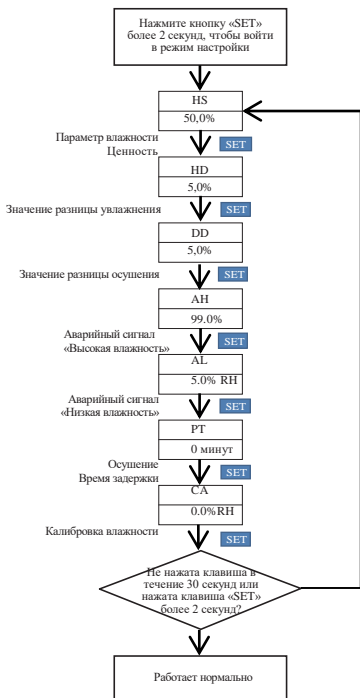 Нажмите кнопку «SET»
более 2 секунд, чтобы войти
в режим настройки
HS
50,0%
Параметр влажности
Ценность
SET
HD
5,0%
Значение разницы увлажнения
SET
DD
5,0%
Значение разницы осушения
SET
AH
99.0%
Аварийный сигнал
«Высокая влажность»
SET
AL
5.0% RH
Аварийный сигнал
«Низкая влажность»
SET
PT
0 минут
Осушение
Время задержки
SET
CA
0.0%RH
Калибровка влажности
SET
Не нажата клавиша в
течение 30 секунд или
нажата клавиша «SET»
более 2 секунд?
Работает нормально